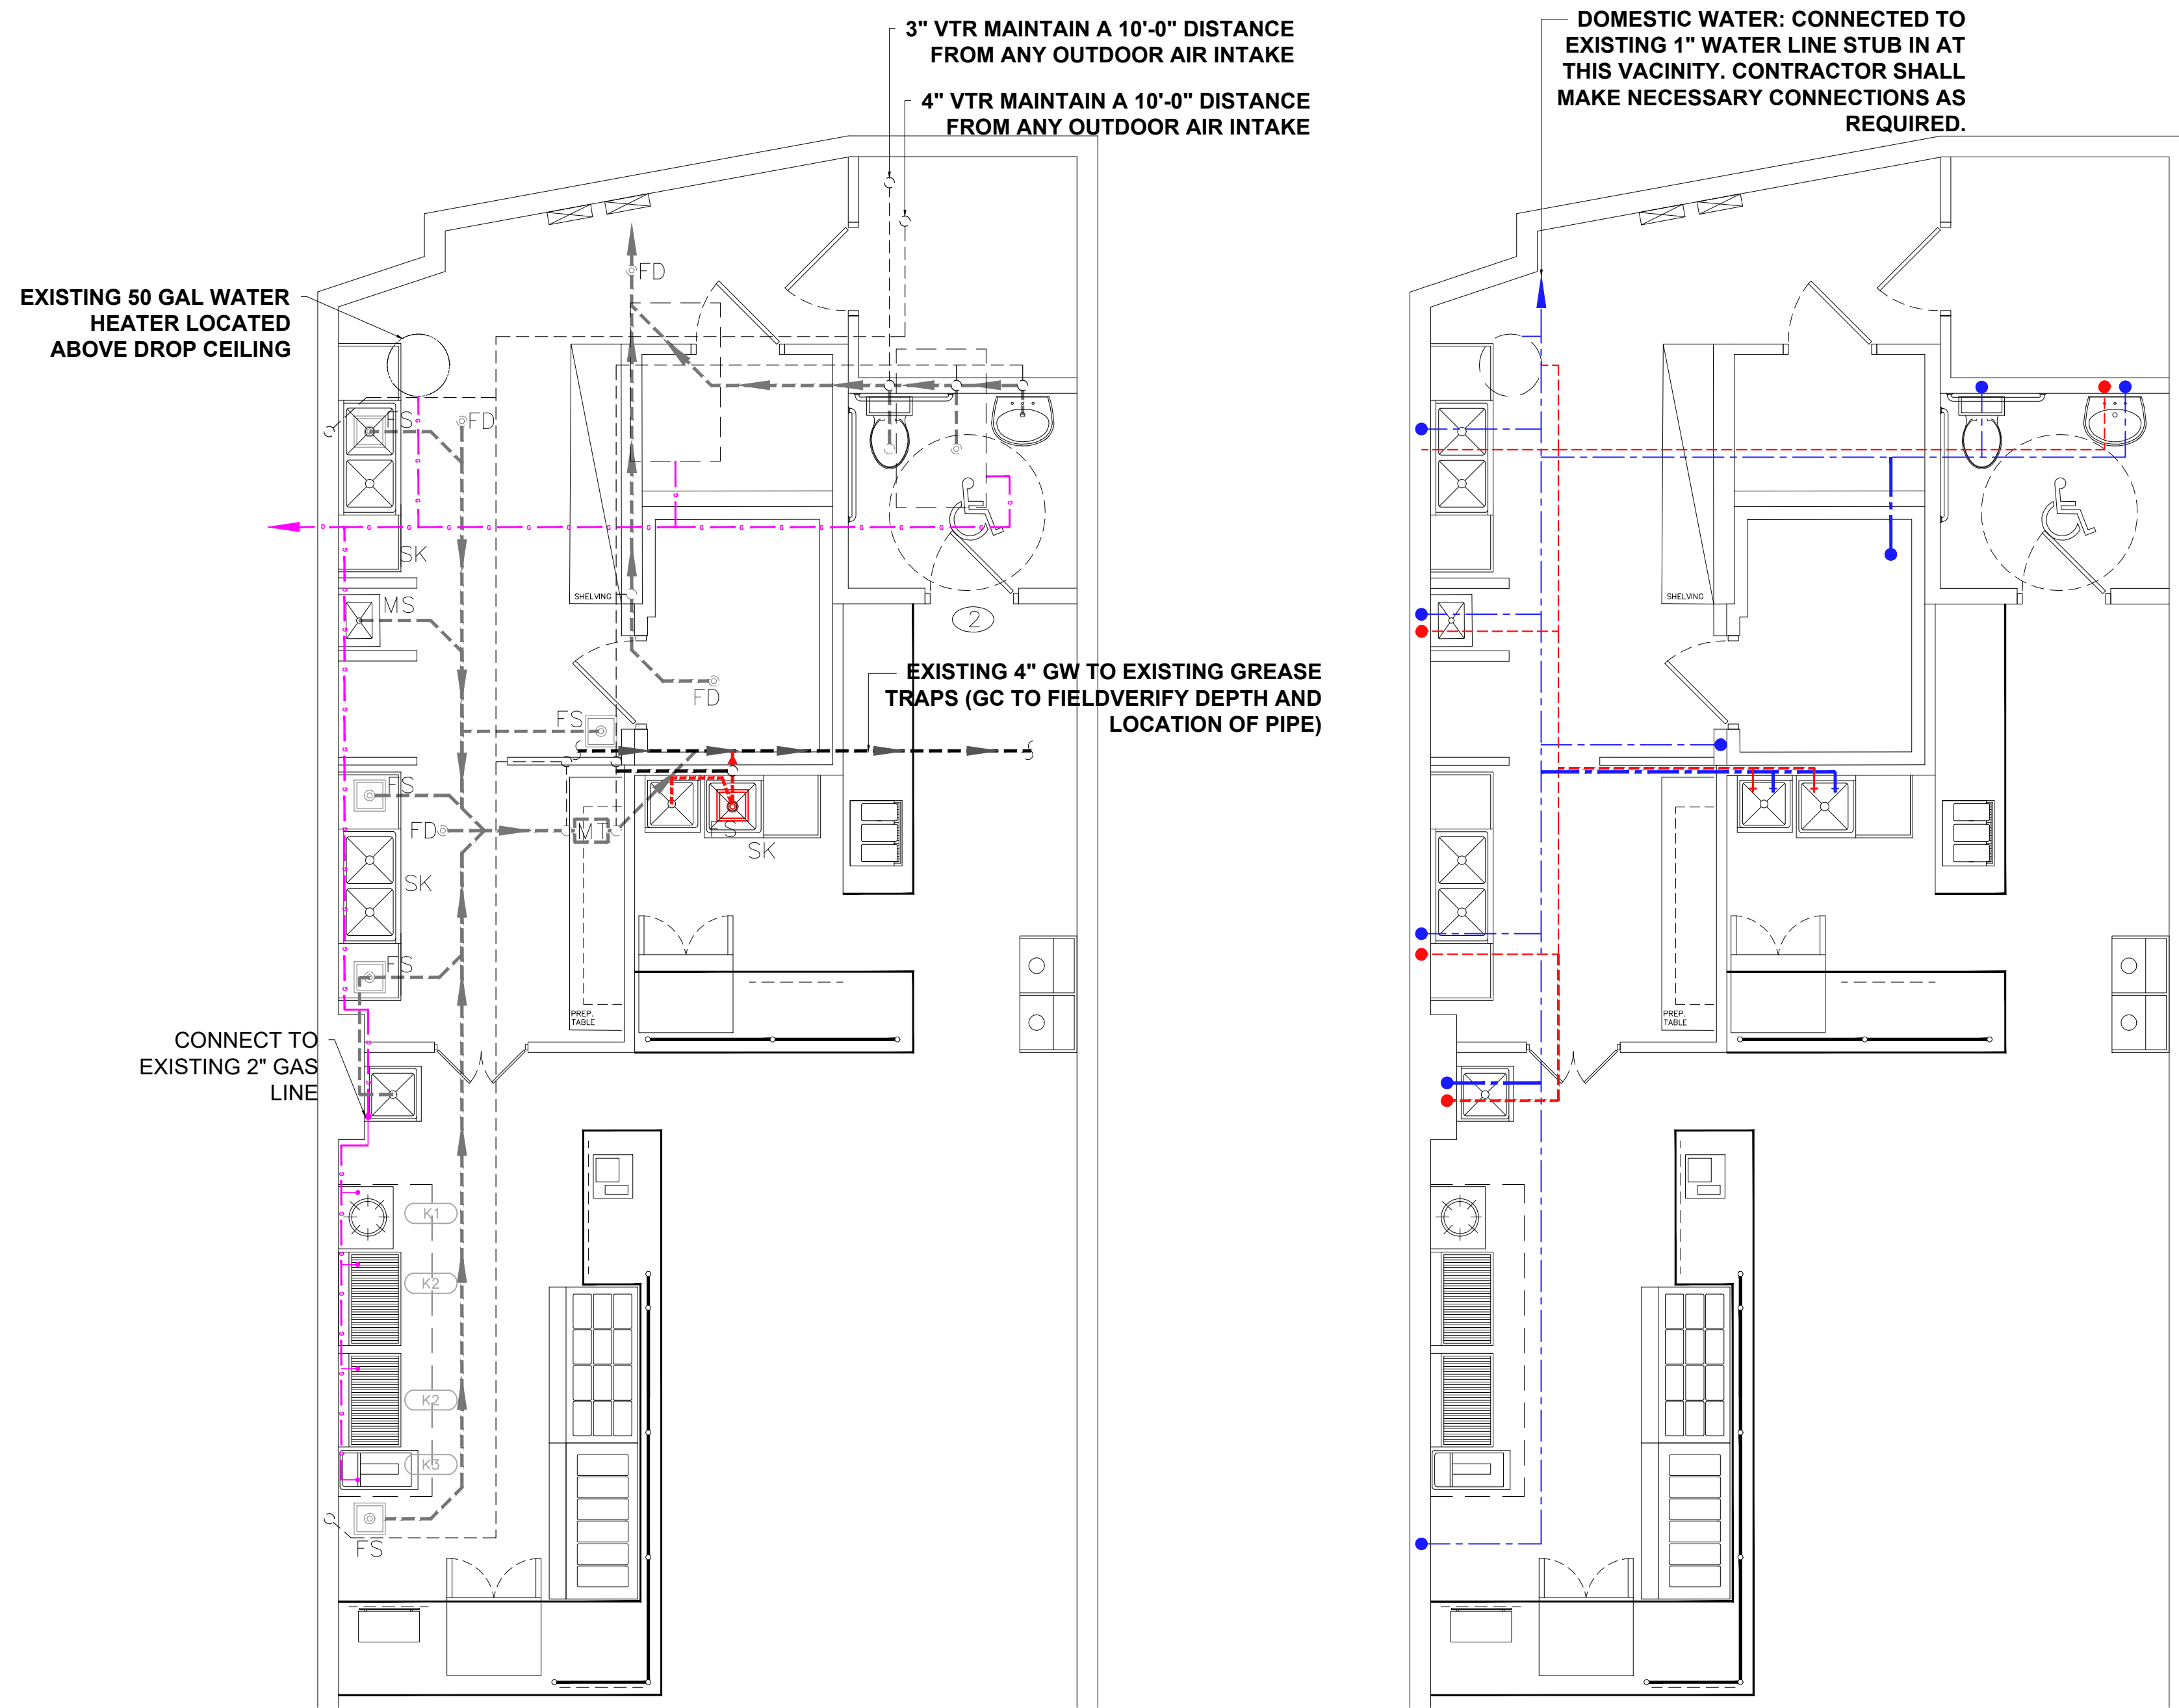 3" VTR MAINTAIN A 10'-0" DISTANCE
FROM ANY OUTDOOR AIR INTAKE
4" VTR MAINTAIN A 10'-0" DISTANCE
FROM ANY OUTDOOR AIR INTAKE
DOMESTIC WATER: CONNECTED TO
EXISTING 1" WATER LINE STUB IN AT
THIS VACINITY. CONTRACTOR SHALL
MAKE NECESSARY CONNECTIONS AS
REQUIRED.
EXISTING 50 GAL WATER
HEATER LOCATED
ABOVE DROP CEILING
FD
FS
FD
SK
SHELVING
MS
2
EXISTING 4" GW TO EXISTING GREASE
TRAPS (GC TO FIELDVERIFY DEPTH AND
LOCATION OF PIPE)
FD
FS
FS
FD
MT
FS
SK
SK
FS
PREP.
TABLE
CONNECT TO
EXISTING 2" GAS
LINE
K1
K2
K2
K3
FS
SHELVING
PREP.
TABLE